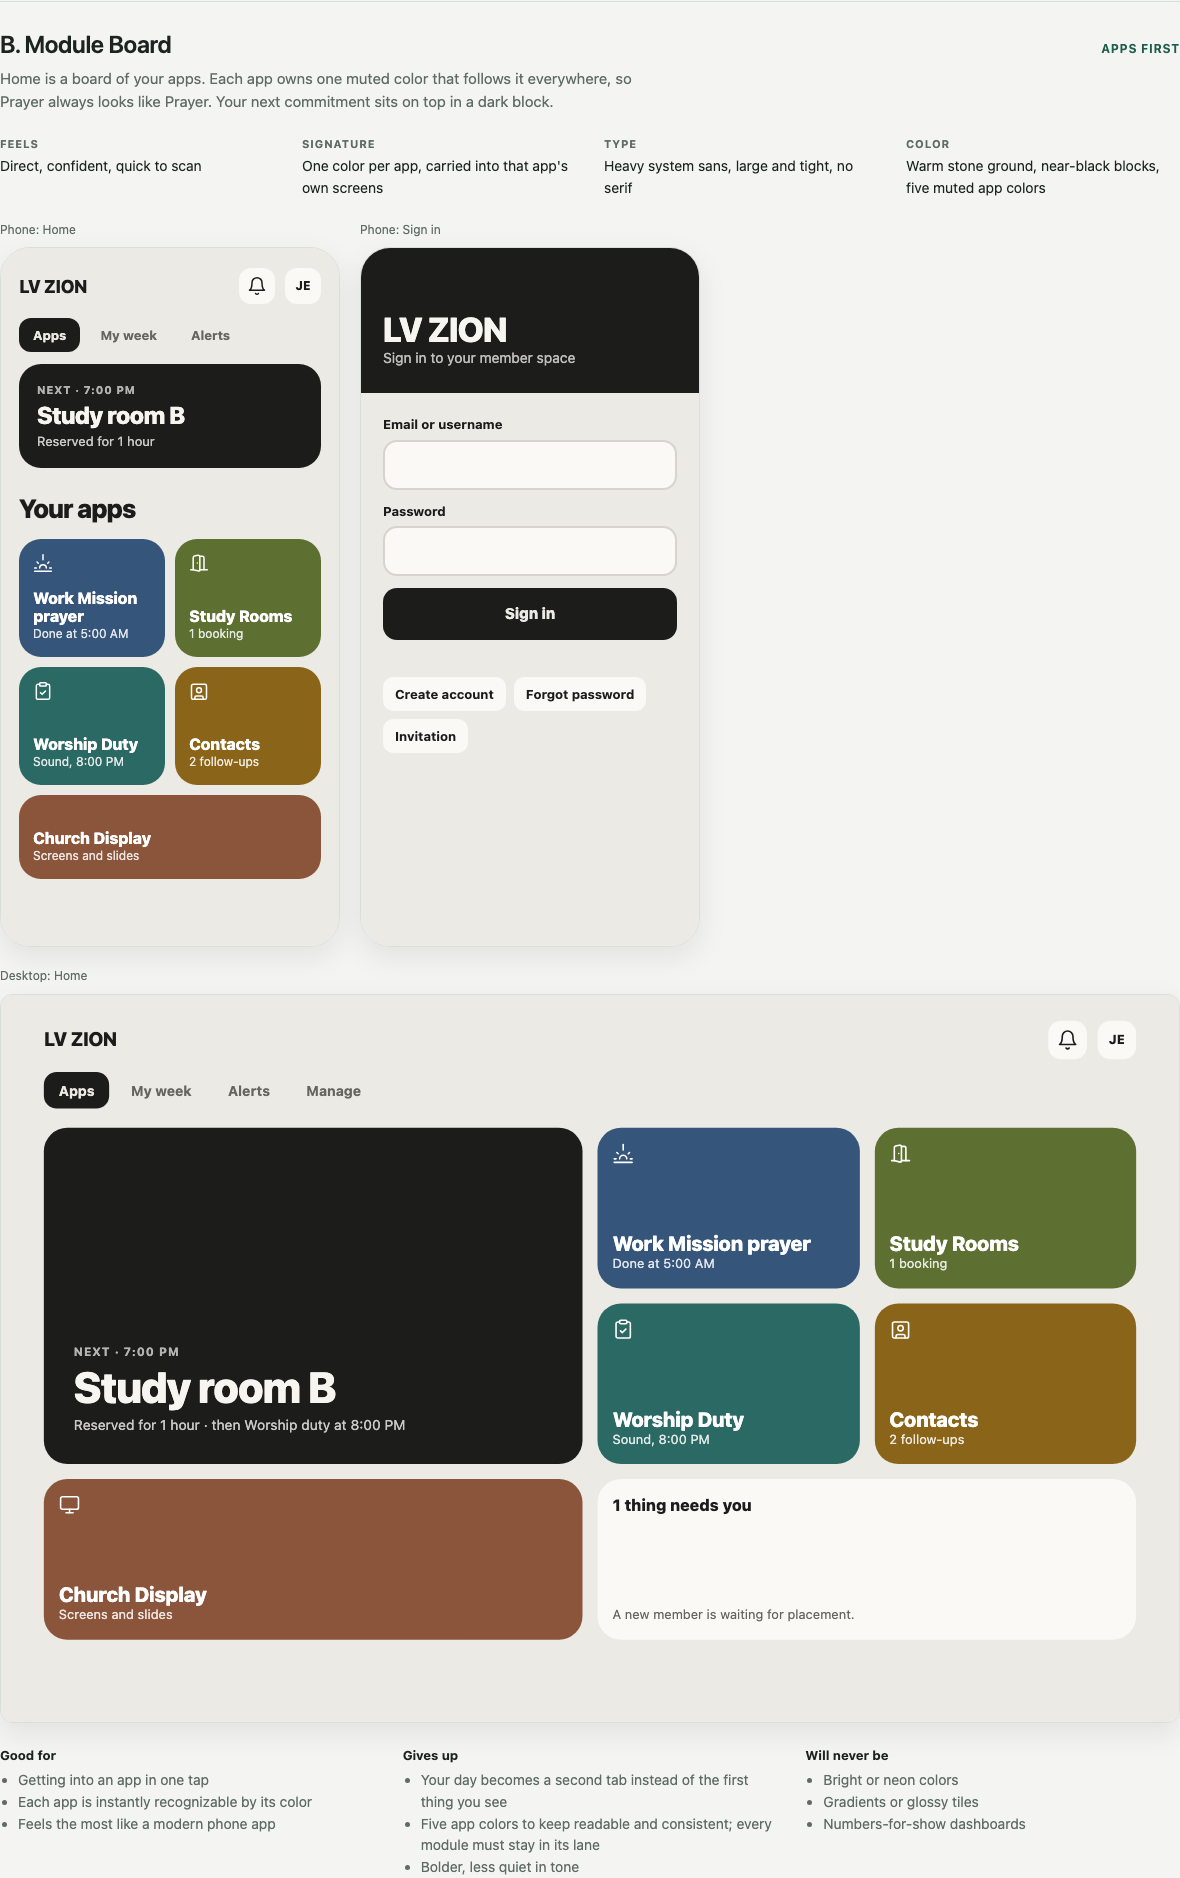 B. Module Board
APPS FIRST
Home is a board of your apps. Each app owns one muted color that follows it everywhere, so
Prayer always looks like Prayer. Your next commitment sits on top in a dark block.
FEELS
Direct, confident, quick to scan
SIGNATURE
One color per app, carried into that app's
own screens
TYPE
Heavy system sans, large and tight, no
serif
COLOR
Warm stone ground, near-black blocks,
five muted app colors
Phone: Home
LV ZION
JE
Apps
My week
Alerts
NEXT · 7:00 PM
Study room B
Reserved for 1 hour
Your apps
Work Mission
prayer
Done at 5:00 AM
Study Rooms
1 booking
Worship Duty
Sound, 8:00 PM
Contacts
2 follow-ups
Church Display
Screens and slides
Phone: Sign in
LV ZION
Sign in to your member space
Email or username
Password
Sign in
Create account
Forgot password
Invitation
Desktop: Home
LV ZION
JE
Apps
My week
Alerts
Manage
NEXT · 7:00 PM
Study room B
Reserved for 1 hour · then Worship duty at 8:00 PM
Work Mission prayer
Done at 5:00 AM
Study Rooms
1 booking
Worship Duty
Sound, 8:00 PM
Contacts
2 follow-ups
Church Display
Screens and slides
1 thing needs you
A new member is waiting for placement.
Good for
• Getting into an app in one tap
• Each app is instantly recognizable by its color
• Feels the most like a modern phone app
Gives up
• Your day becomes a second tab instead of the first
thing you see
• Five app colors to keep readable and consistent; every
module must stay in its lane
• Bolder, less quiet in tone
Will never be
• Bright or neon colors
• Gradients or glossy tiles
• Numbers-for-show dashboards